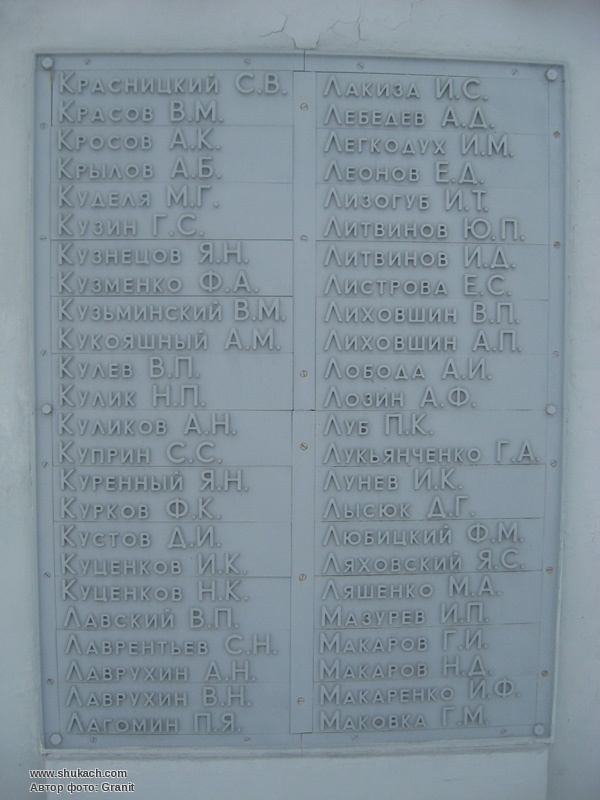 Красницкий С.В.
Красов В.М.
Кросов А.К.
Крылов А.Б.
Куделя М.Г.
Кузин Г.С.
Кузнецов Я.Н.
Кузменко Ф.А.
Кузьминский В.М.
Кукояшный А.М.
Кулев В.П.
Кулик Н.П.
Куликов А.Н.
Куприн С.С.
Куренный Я.Н.
Курков Ф.К.
Кустов Д.И.
Куценков И.К.
Куценков Н.К.
Лавский В.П.
Лаврентьев С.Н.
Лаврухин А.Н.
Лаврухин В.Н.
Лагомин П.Я.
Лакиза И.С.
Лебедев А.Д.
Легкодух И.М.
Леонов Е.Д.
Лизогуб И.Т.
Литвинов Ю.П.
Литвинов И.Д.
Листрова Е.С.
Лиховшин В.П.
Лиховшин А.П.
Лобода А.И.
Лозин А.Ф.
Луб П.К.
Лукьянченко Г.А.
Лунев И.К.
Лысюк Д.Г.
Любицкий Ф.М.
Ляховский Я.С.
Ляшенко М.А.
Мазурев И.П.
Макаров Г.И.
Макаров Н.Д.
Макаренко И.Ф.
Маковка Г.М.
www.shukach.com
Автор фото: Granit